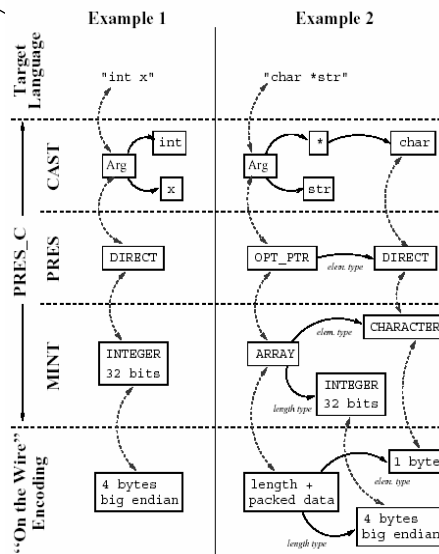 Example 1
Example 2
Target
Language
"int x"
"char *str"
PRES_C
CAST
Arg
int
x
Arg
*
char
str
PRES
DIRECT
OPT_PTR
elem. type
DIRECT
MINT
INTEGER
32 bits
ARRAY
elem. type
CHARACTER
length type
INTEGER
32 bits
"On the Wire"
Encoding
4 bytes
big endian
length +
packed data
elem. type
1 byte
length type
4 bytes
big endian